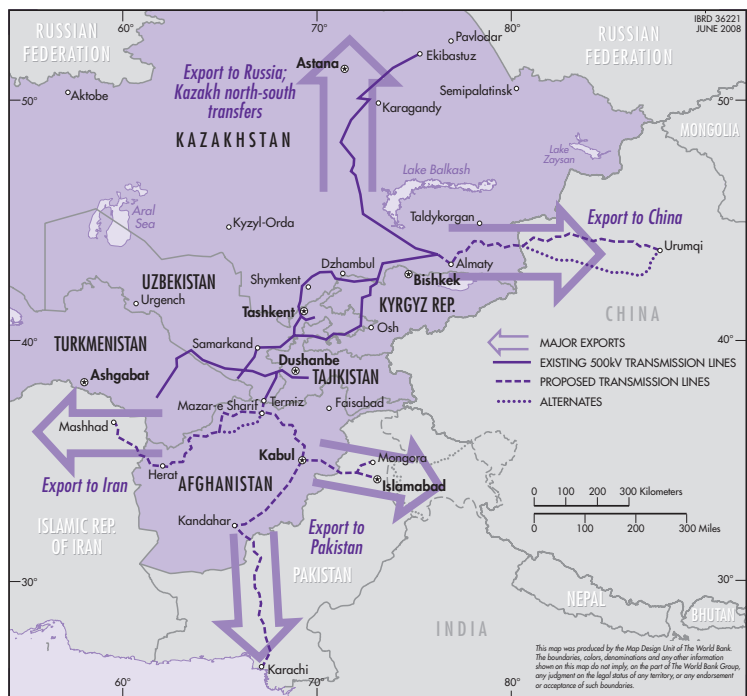 60°
70°
80°
IBRD 36221
JUNE 2008
RUSSIAN
FEDERATION
RUSSIAN
FEDERATION
Pavlodar
Ekibastuz
Astana
Export to Russia;
Kazakh north-south
transfers
50°
Aktobe
Karagandy
Semipalatinsk
50°
KAZAKHSTAN
MONGOLIA
Lake
Zaysan
Lake Balkash
Aral
Sea
Kyzyl-Orda
Taldykorgan
Export to China
Urumqi
Dzhambul
Almaty
Shymkent
Bishkek
UZBEKISTAN
Urgench
Tashkent
KYRGYZ REP.
CHINA
Osh
TURKMENISTAN
40°
Samarkand
40°
MAJOR EXPORTS
EXISTING 500kV TRANSMISSION LINES
PROPOSED TRANSMISSION LINES
ALTERNATES
Dushanbe
Ashgabat
TAJIKISTAN
Termiz
Mazar-e Sharif
Faisabad
Mashhad
Kabul
Mongora
Herat
Islamabad
Export to Iran
AFGHANISTAN
0 100 200 300 Kilometers
0 100 200 300 Miles
Kandahar
ISLAMIC REP.
OF IRAN
Export to
Pakistan
PAKISTAN
30°
30°
NEPAL
BHUTAN
INDIA
Karachi
This map was produced by the Map Design Unit of The World Bank.
The boundaries, colors, denominations and any other information
shown on this map do not imply, on the part of The World Bank Group,
any judgment on the legal status of any territory, or any endorsement
or acceptance of such boundaries.
60°
70°
80°